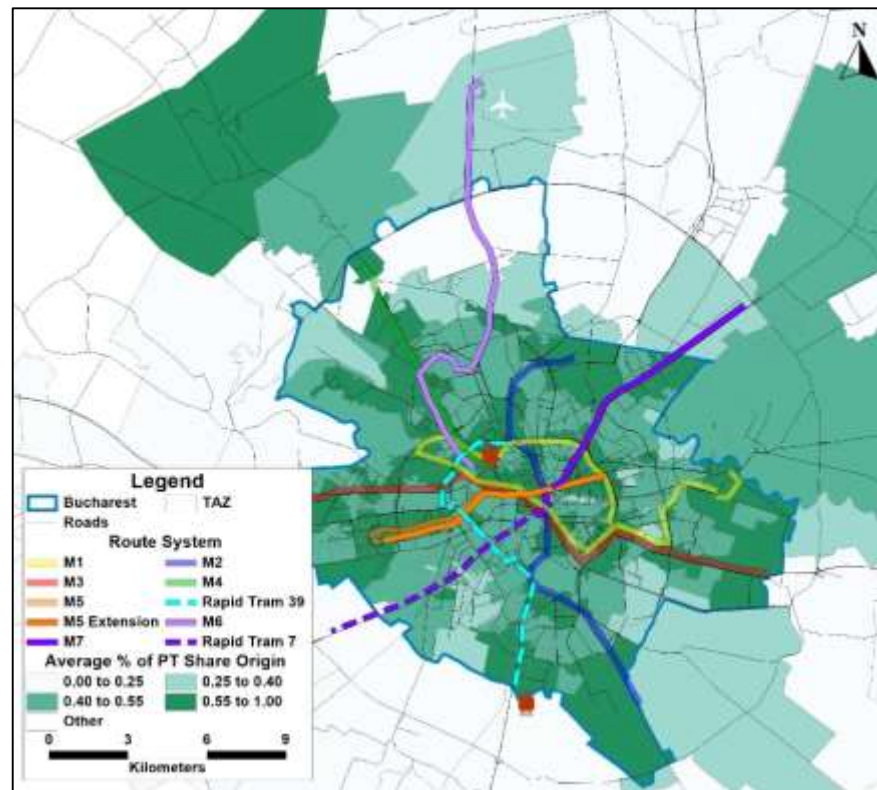 N
Legend
Bucharest TAZ
Roads
Route System
M1 M2
M3 M4
M5 Rapid Tram 39
M5 Extension M6
M7 Rapid Tram 7
Average % of PT Share Origin
0.00 to 0.25 0.25 to 0.40
0.40 to 0.55 0.55 to 1.00
Other
0 3 6 9
Kilometers